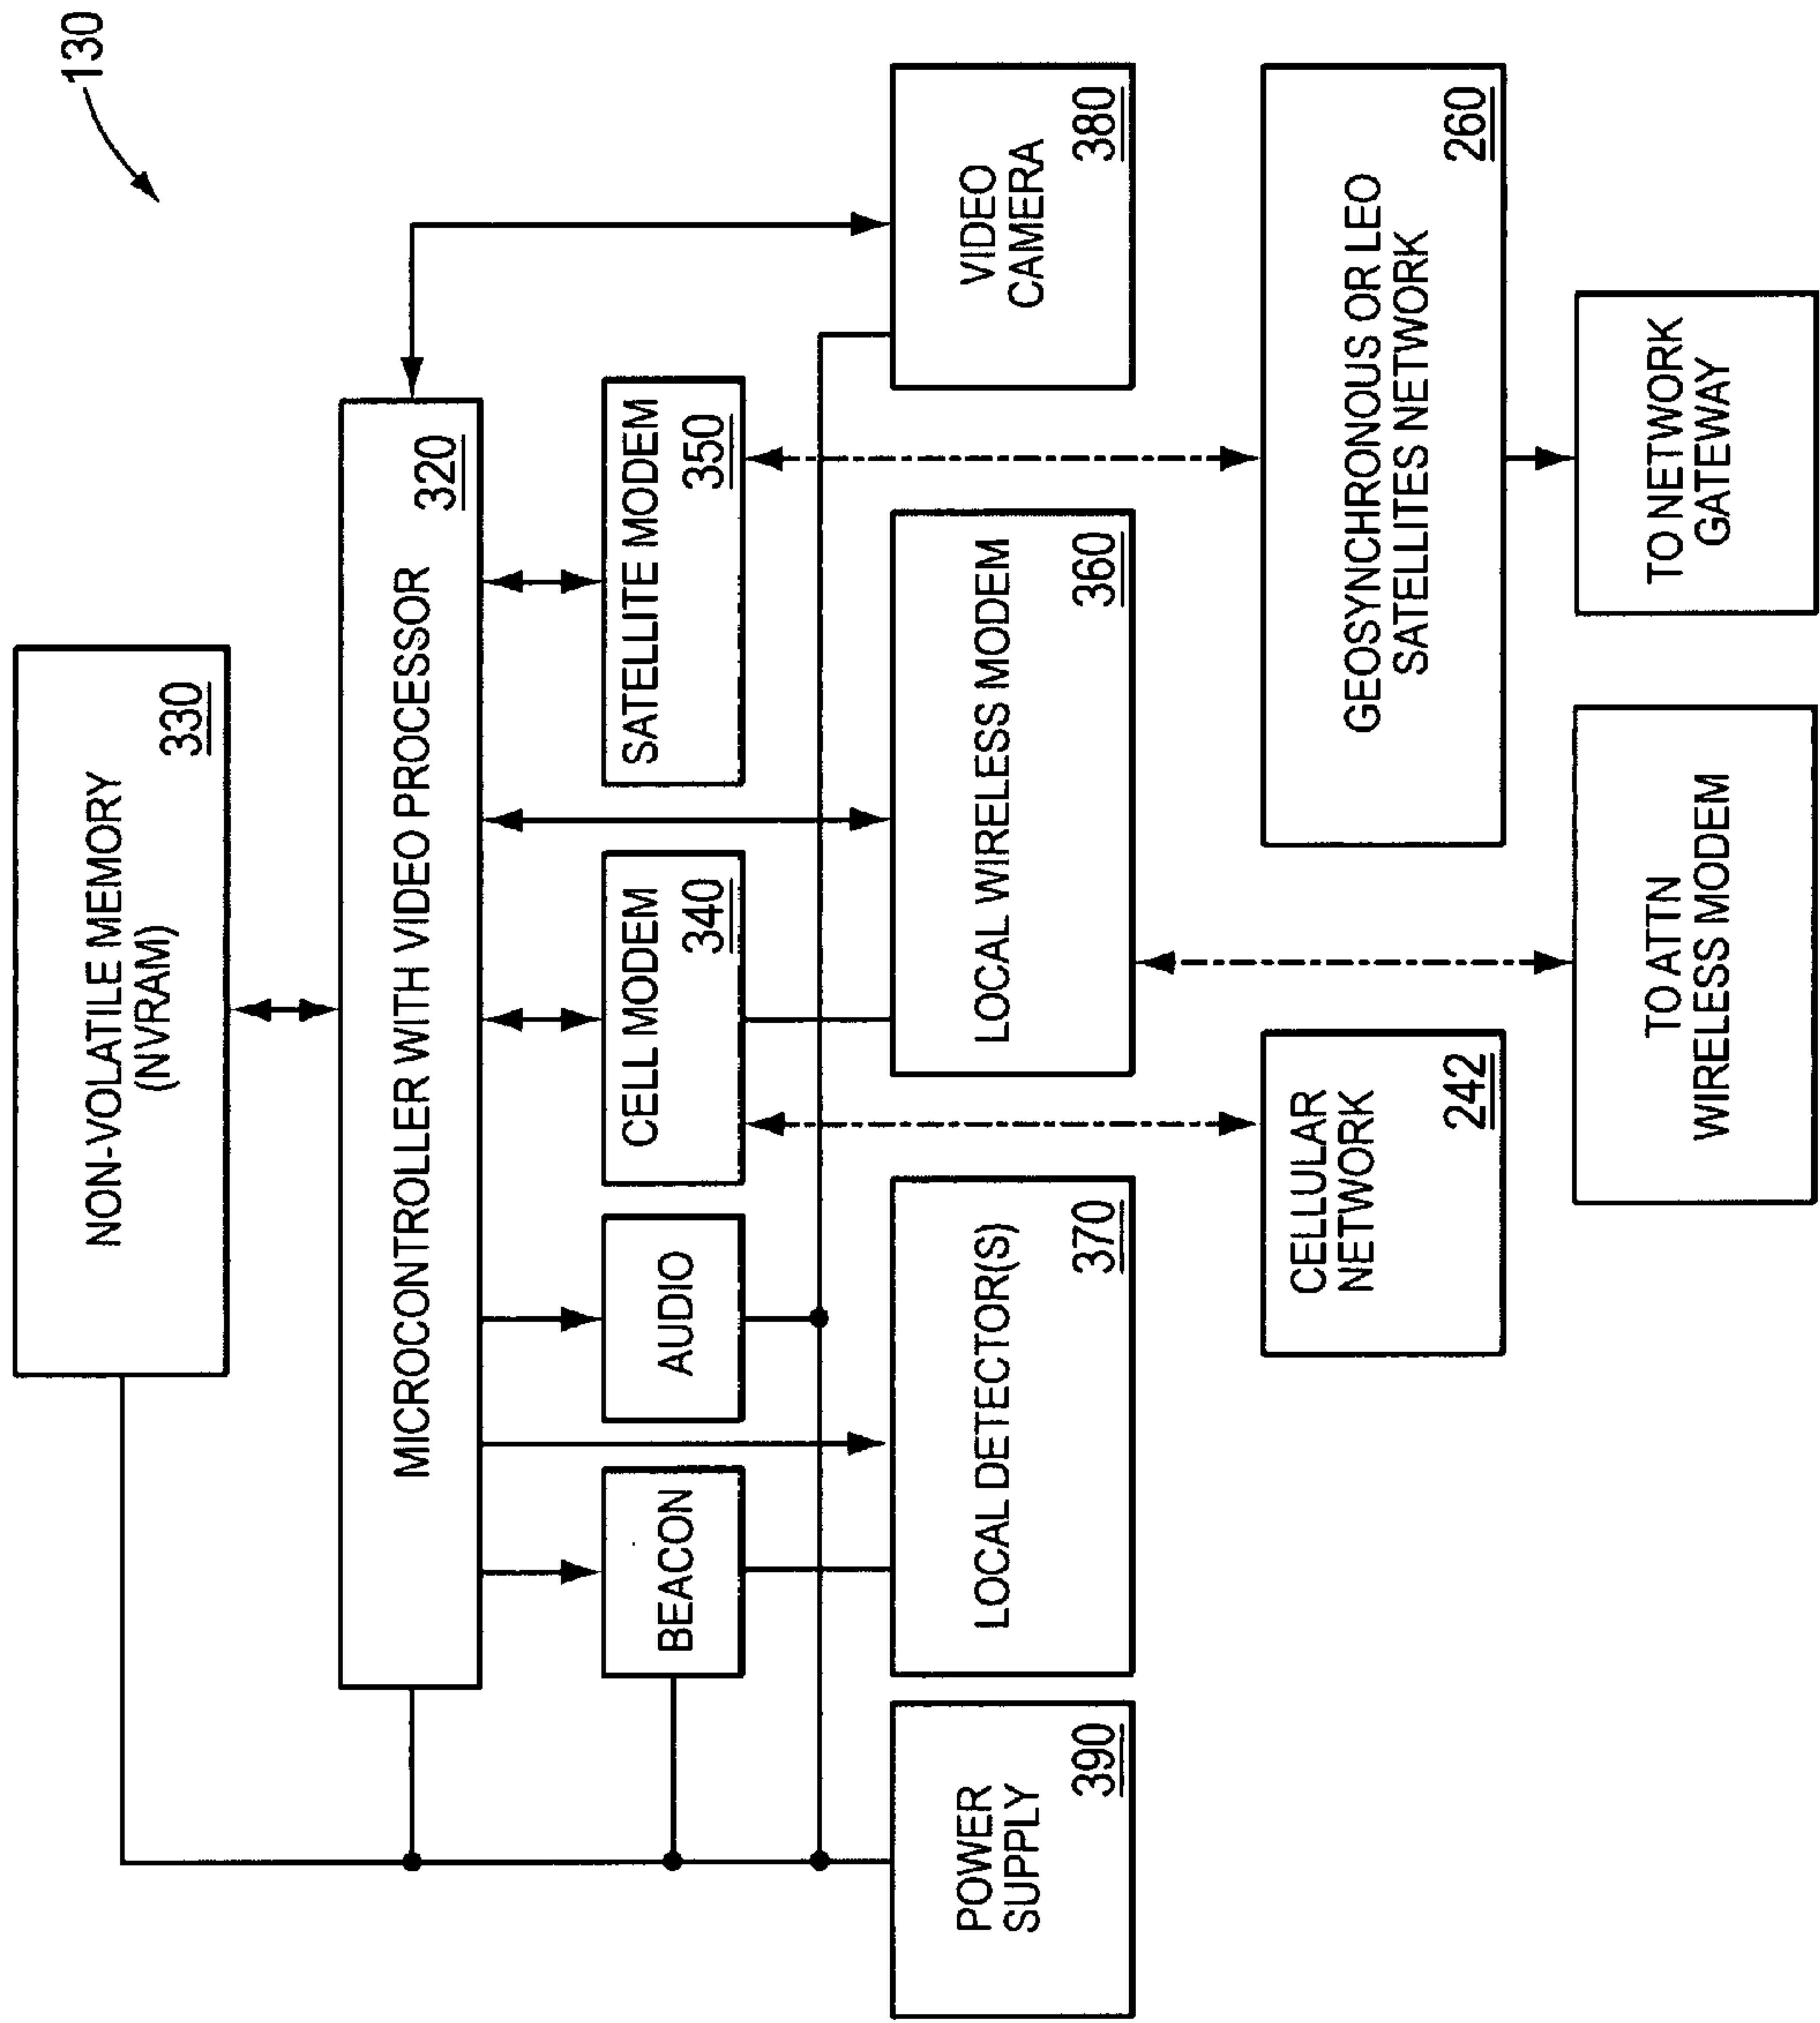 130
NON-VOLATILE MEMORY
(NVRAM)
330
MICROCONTROLLER WITH VIDEO PROCESSOR
320
BEACON
AUDIO
CELL MODEM
340
SATELLITE MODEM
350
POWER
SUPPLY
390
LOCAL DETECTOR(S)
370
LOCAL WIRELESS MODEM
360
VIDEO
CAMERA
380
CELLULAR
NETWORK
242
GEOSYNCHRONOUS OR LEO
SATELLITES NETWORK
260
TO ATTN
WIRELESS MODEM
TO NETWORK
GATEWAY